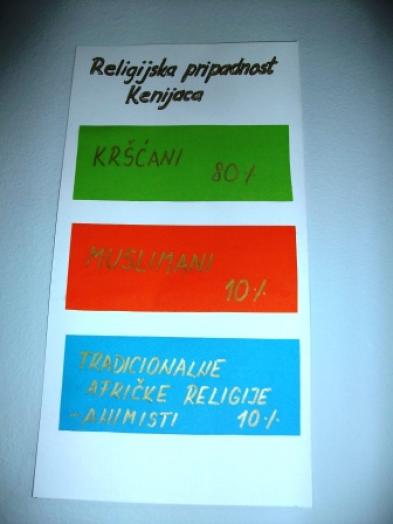 Religijska pripadnost
Kenijaca
KRŠĆANI
80%
MUSLIMANI
10%
TRADICIONALNE
AFRIČKE RELIGIJE
-ANIMISTI 10%